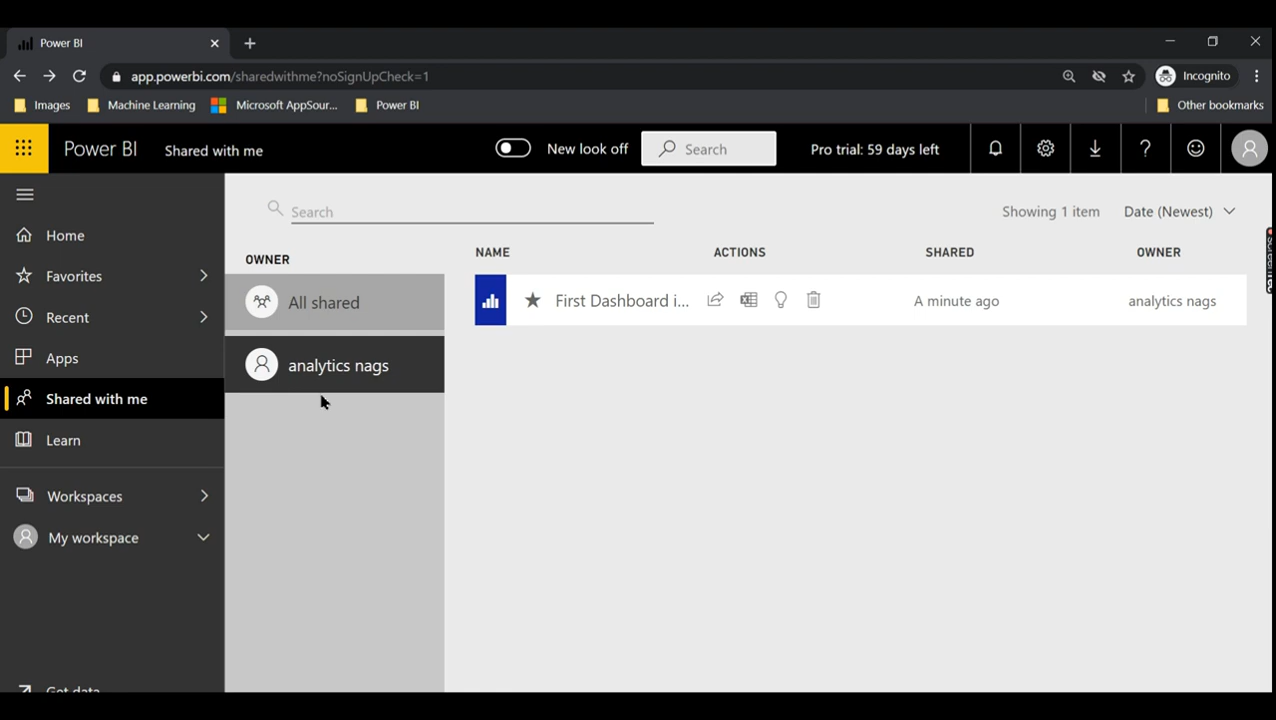 Power BI
app.powerbi.com/sharedwithme?noSignUpCheck=1
Incognito
Images
Machine Learning
Microsoft AppSour...
Power BI
Other bookmarks
Power BI
Shared with me
New look off
Search
Pro trial: 59 days left
Home
Favorites
Recent
Apps
Shared with me
Learn
Workspaces
My workspace
Get data
Search
Showing 1 item
Date (Newest)
OWNER
All shared
analytics nags
NAME
ACTIONS
SHARED
OWNER
First Dashboard i...
A minute ago
analytics nags